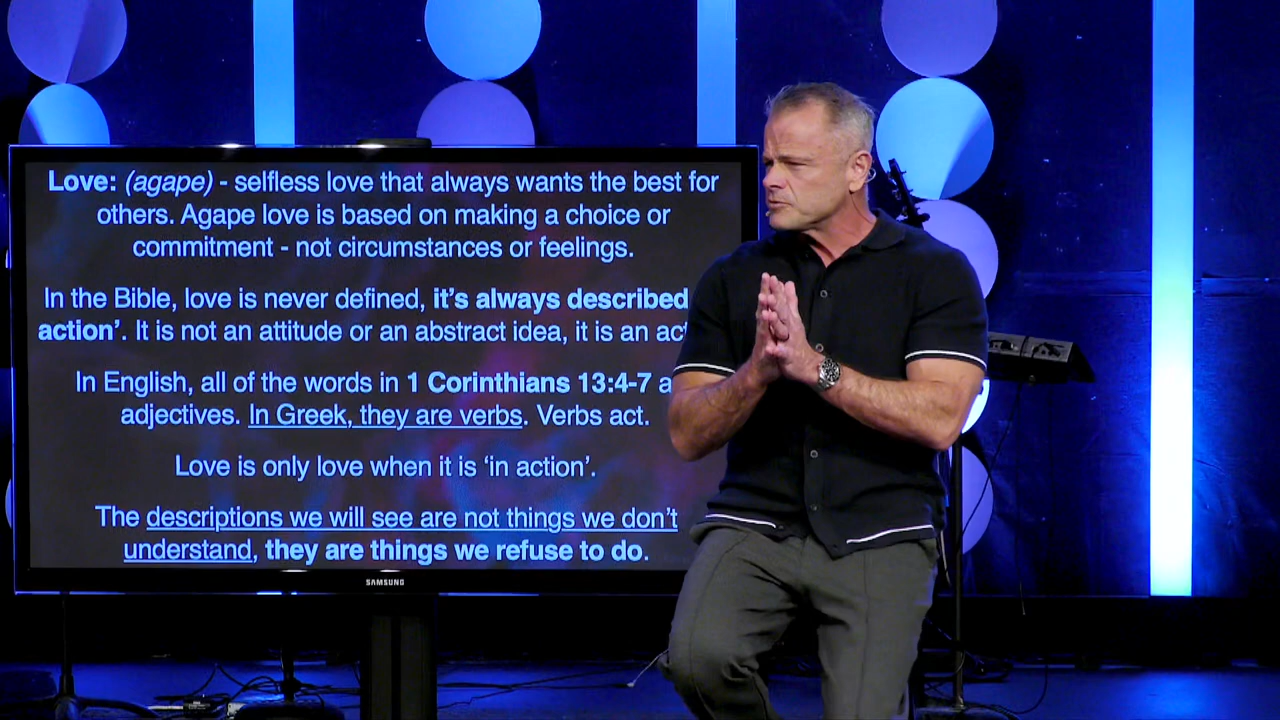 Love: (agape) - selfless love that always wants the best for
others. Agape love is based on making a choice or
commitment - not circumstances or feelings.
In the Bible, love is never defined, it's always described
action'. It is not an attitude or an abstract idea, it is an
In English, all of the words in 1 Corinthians 13:4-7
adjectives. In Greek, they are verbs. Verbs act.
Love is only love when it is 'in action'.
The descriptions we will see are not things we don't
understand, they are things we refuse to do.
SAMSUNG